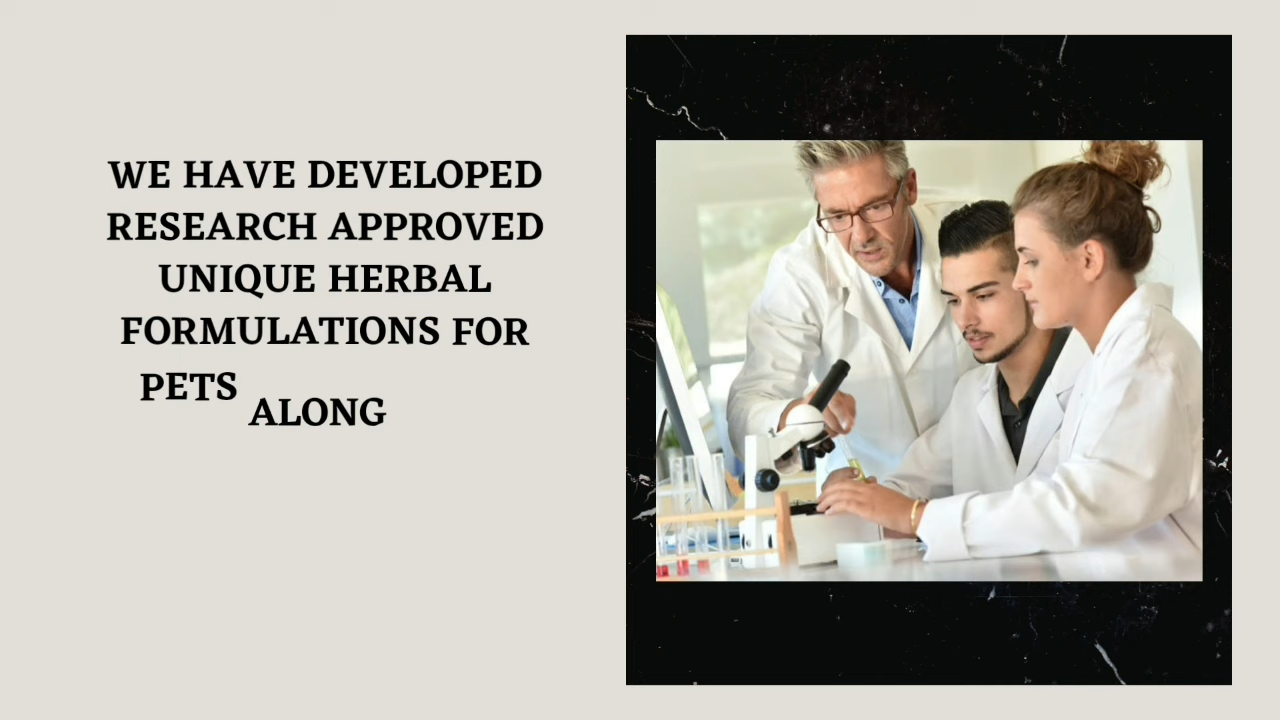 WE HAVE DEVELOPED
RESEARCH APPROVED
UNIQUE HERBAL
FORMULATIONS FOR
PETS ALONG